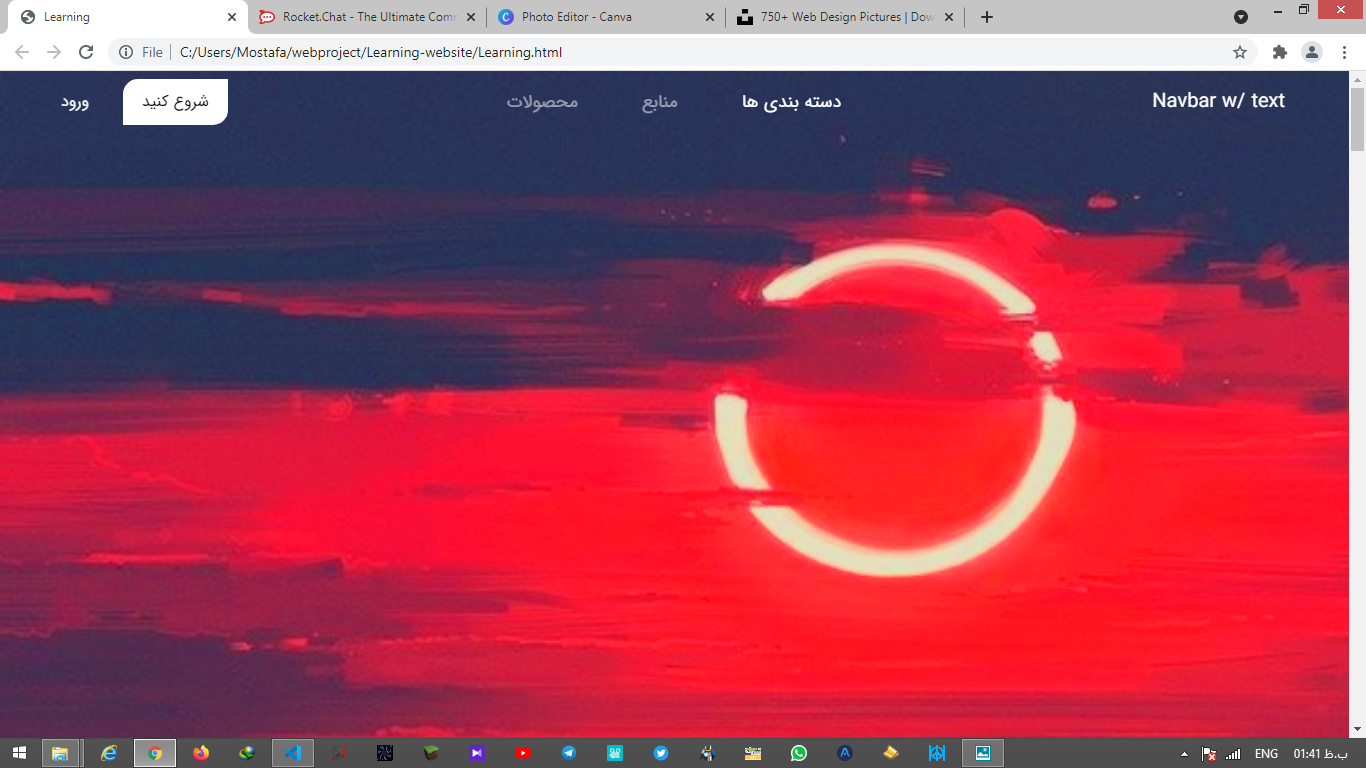 Learning
Rocket.Chat - The Ultimate Comm
Photo Editor - Canva
750+ Web Design Pictures | Dow
File
C:/Users/Mostafa/webproject/Learning-website/Learning.html
Navbar w/ text
دسته بندی ها
منابع
محصولات
شروع کنید
ورود
ENG
01:41 ب.ظ